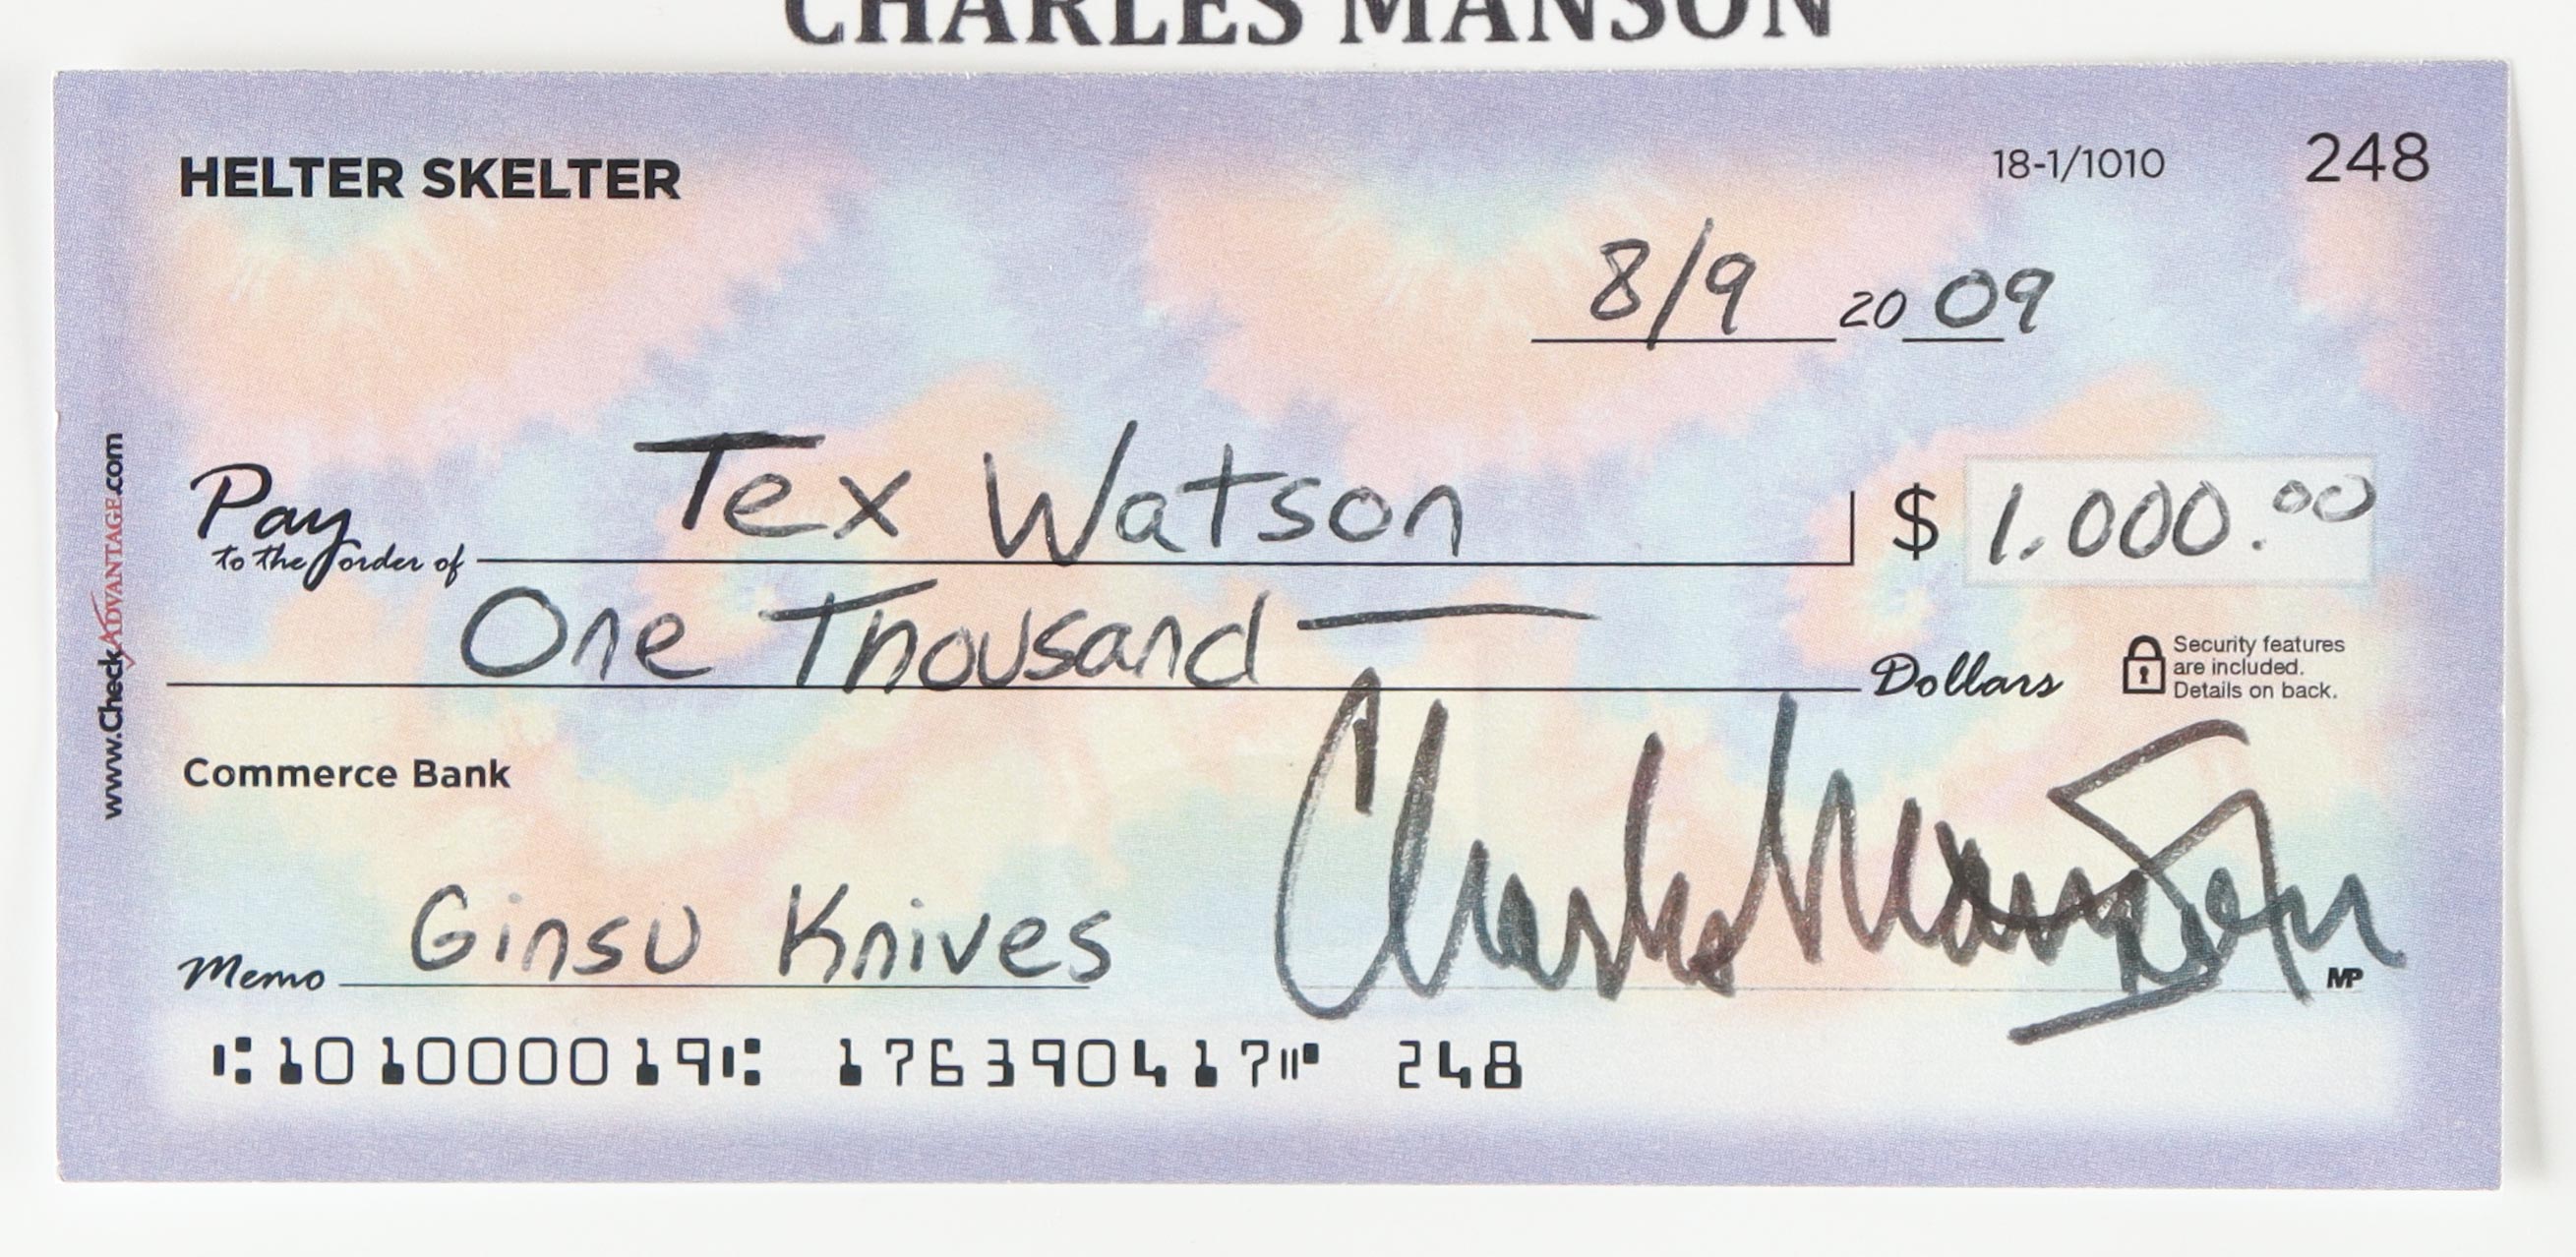 CHARLES MANSON
HELTER SKELTER
18-1/1010
248
8/9 20 09
Pay to the order of Tex Watson $ 1,000.00
One Thousand — Dollars
Security features
are included.
Details on back.
www.CheckADVANTAGE.com
Commerce Bank
Memo Ginsu Knives
Charles Manson
MP
⑆101000019⑆ 176390417⑈ 248